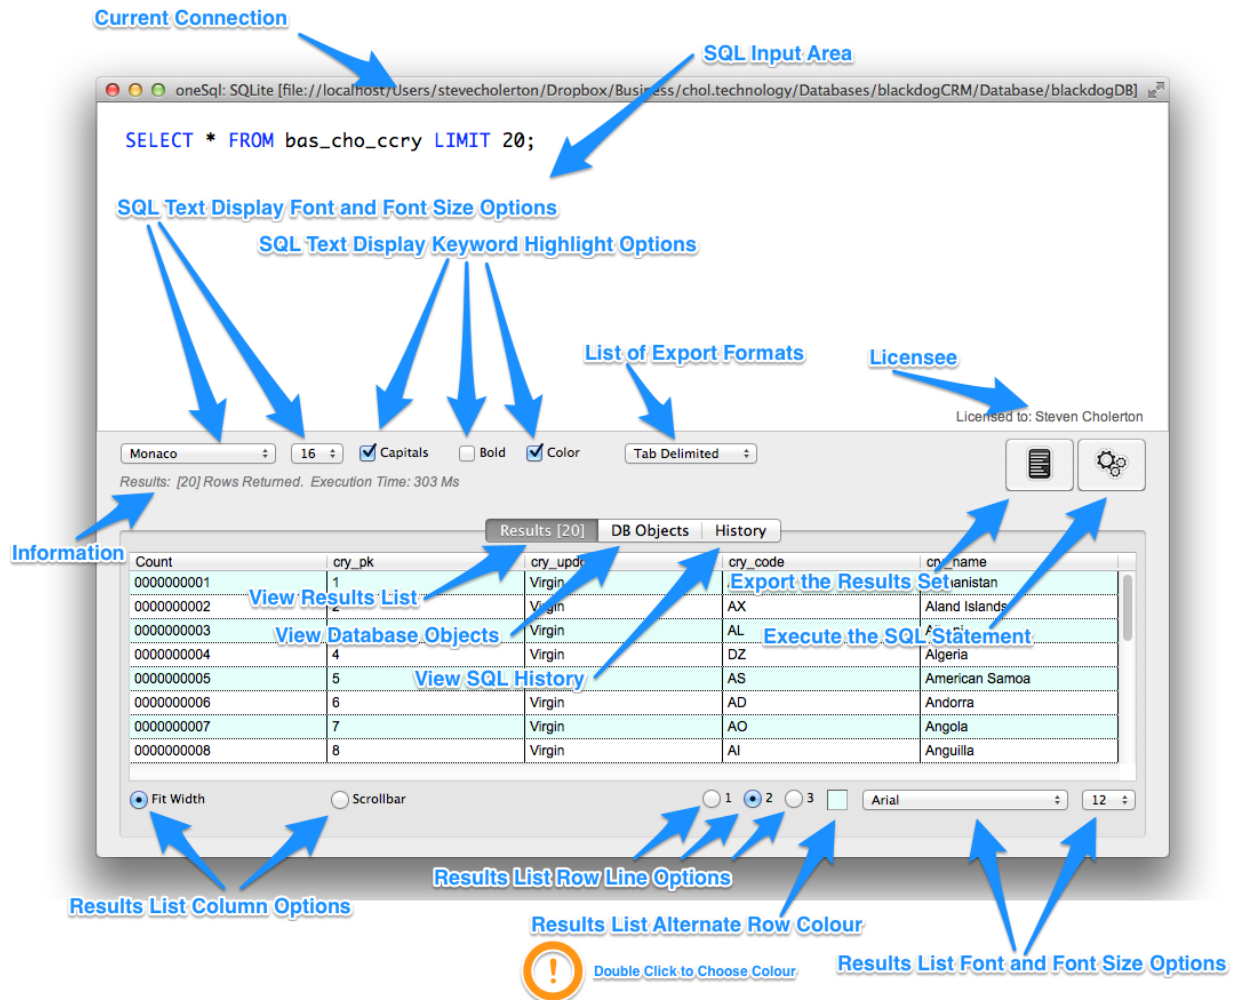 Current Connection
SQL Input Area
oneSql: SQLite [file://localhost/Users/stevecholerton/Dropbox/Business/chol.technology/Databases/blackdogCRM/Database/blackdogDB]
SELECT * FROM bas_cho_ccry LIMIT 20;
SQL Text Display Font and Font Size Options
SQL Text Display Keyword Highlight Options
List of Export Formats
Licensee
Licensed to: Steven Cholerton
Monaco 16 Capitals Bold Color Tab Delimited
Results: [20] Rows Returned. Execution Time: 303 Ms
Information
Results [20] DB Objects History
Count cry_pk cry_code
0000000001 1 Virgin
Export the Results Set
View Results List
0000000002 Virgin AX Aland Islands
0000000003 Virgin AL
View Database Objects
Execute the SQL Statement
0000000004 4 Virgin DZ Algeria
0000000005 5 Virgin AS American Samoa
View SQL History
0000000006 6 Virgin AD Andorra
0000000007 7 Virgin AO Angola
0000000008 8 Virgin AI Anguilla
Fit Width Scrollbar 1 2 3 Arial 12
Results List Row Line Options
Results List Column Options
Results List Alternate Row Colour
Double Click to Choose Colour
Results List Font and Font Size Options